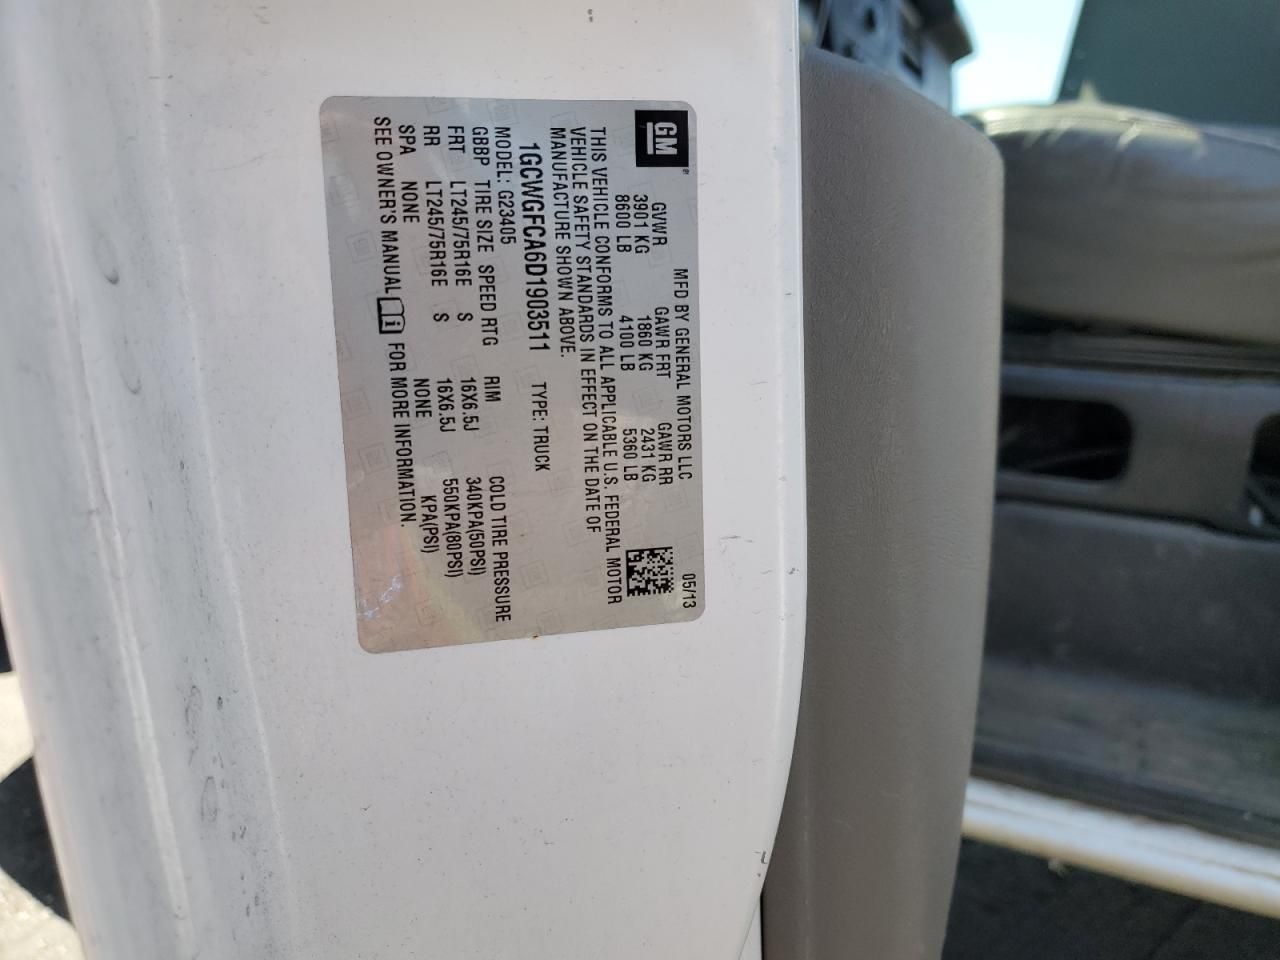 GM
MFD BY GENERAL MOTORS LLC 05/13
GVWR GAWR FRT GAWR RR
3901 KG 1860 KG 2431 KG
8600 LB 4100 LB 5360 LB
THIS VEHICLE CONFORMS TO ALL APPLICABLE U.S. FEDERAL MOTOR
VEHICLE SAFETY STANDARDS IN EFFECT ON THE DATE OF
MANUFACTURE SHOWN ABOVE.
1GCWGFCA6D1903511 TYPE: TRUCK
MODEL: G23405
GBBP TIRE SIZE SPEED RTG RIM COLD TIRE PRESSURE
FRT LT245/75R16E S 16X6.5J 340KPA(50PSI)
RR LT245/75R16E S 16X6.5J 550KPA(80PSI)
SPA NONE NONE KPA(PSI)
SEE OWNER'S MANUAL FOR MORE INFORMATION.